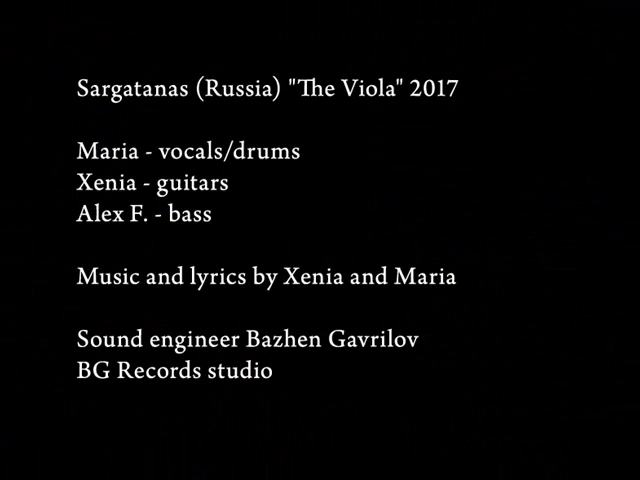 Sargatanas (Russia) "The Viola" 2017
Maria - vocals/drums
Xenia - guitars
Alex F. - bass
Music and lyrics by Xenia and Maria
Sound engineer Bazhen Gavrilov
BG Records studio